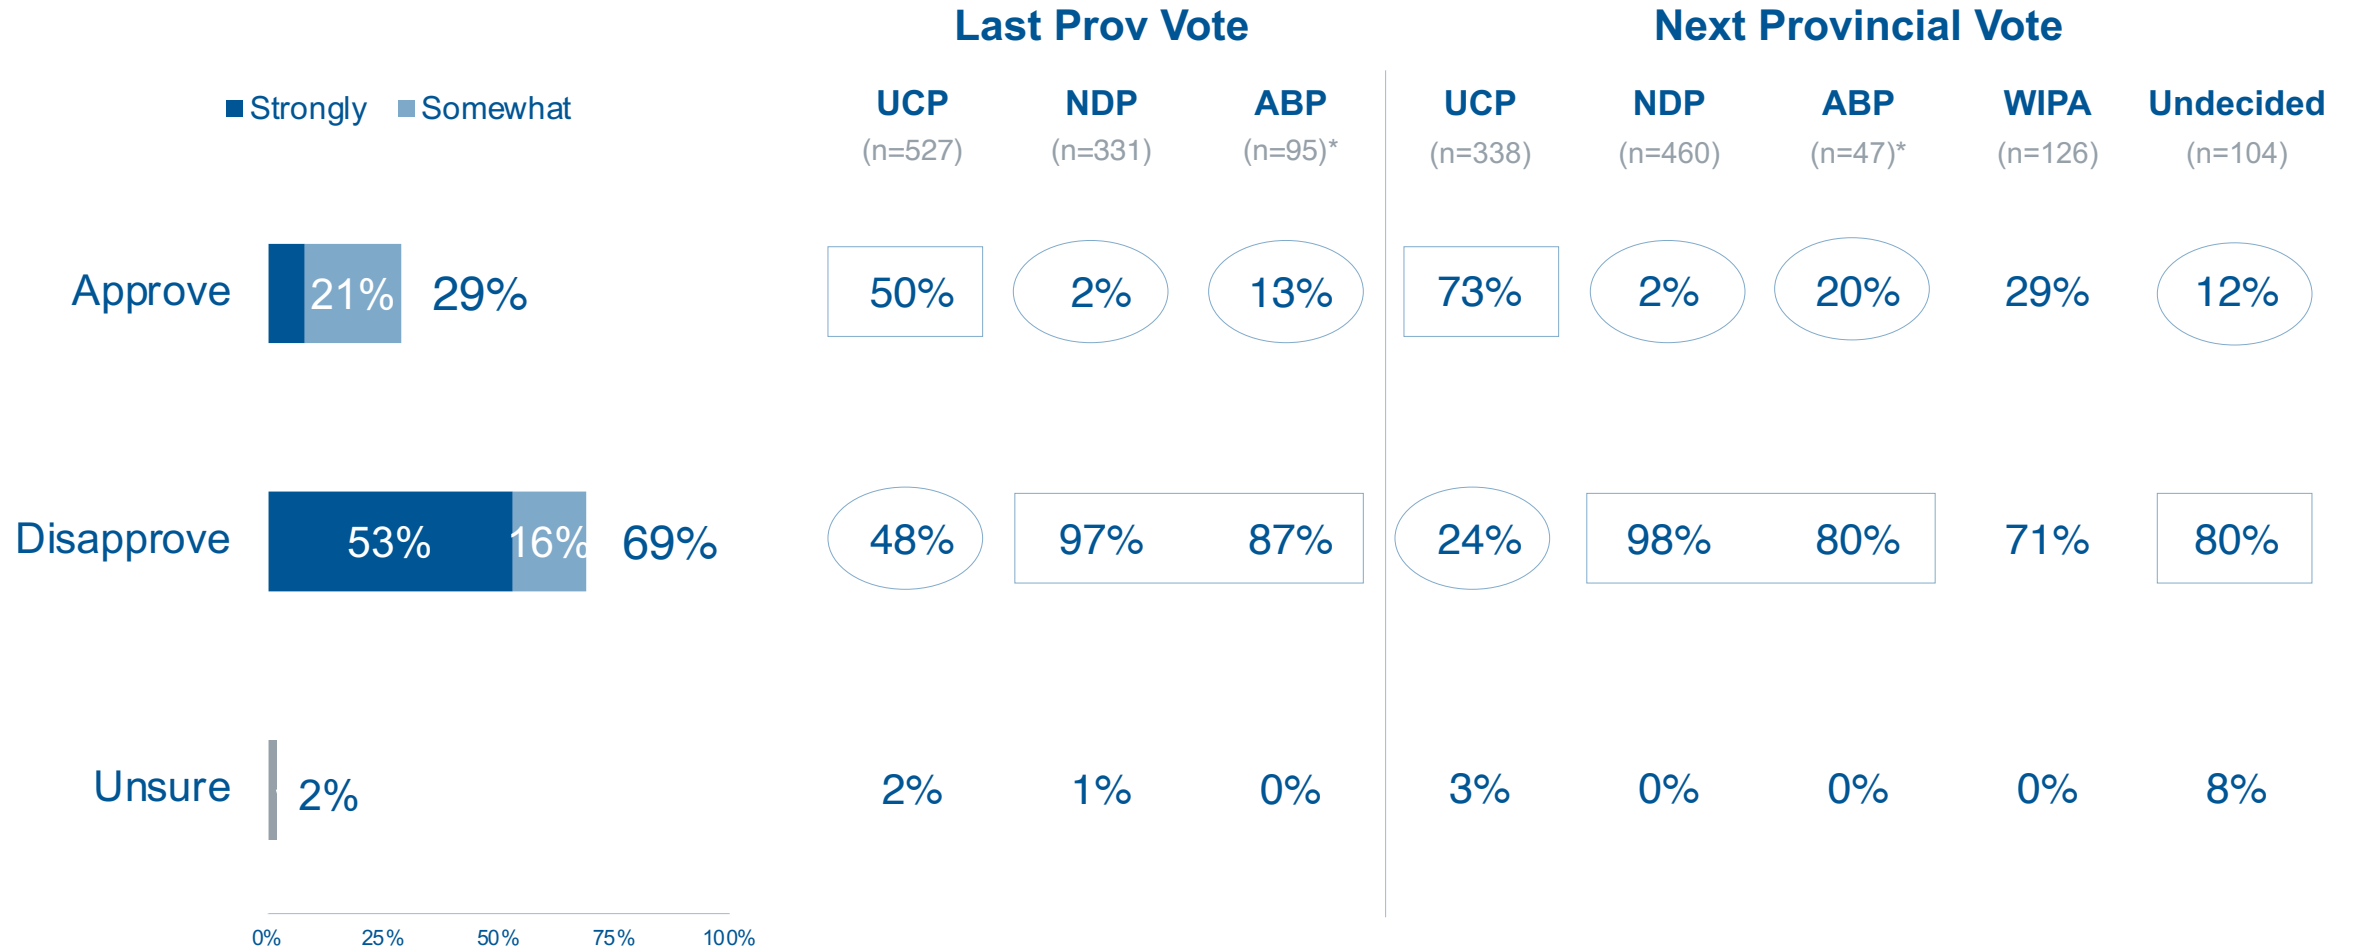 Last Prov Vote Next Provincial Vote
Strongly Somewhat UCP NDP ABP UCP NDP ABP WIPA Undecided
(n=527) (n=331) (n=95)* (n=338) (n=460) (n=47)* (n=126) (n=104)
Approve 21% 29% 50% 2% 13% 73% 2% 20% 29% 12%
Disapprove 53% 16% 69% 48% 97% 87% 24% 98% 80% 71% 80%
Unsure 2% 2% 1% 0% 3% 0% 0% 0% 8%
0% 25% 50% 75% 100%